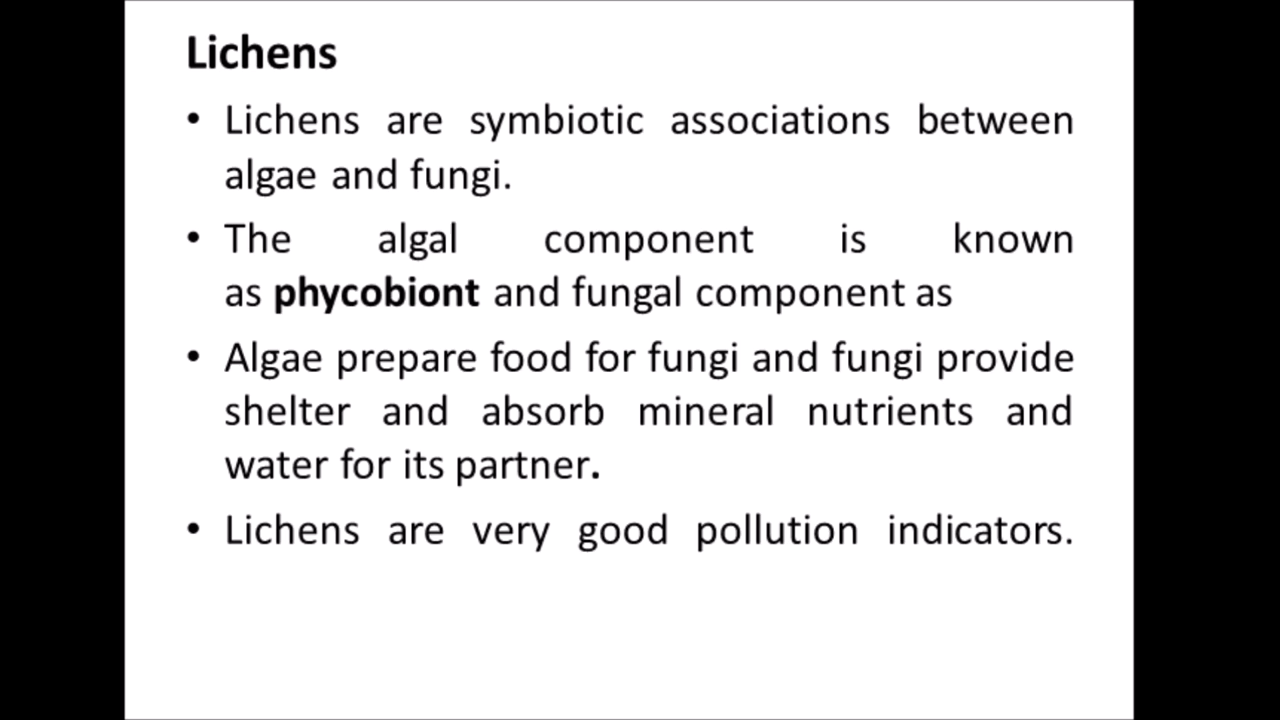 Lichens
• Lichens are symbiotic associations between
algae and fungi.
• The algal component is known
as phycobiont and fungal component as
• Algae prepare food for fungi and fungi provide
shelter and absorb mineral nutrients and
water for its partner.
• Lichens are very good pollution indicators.